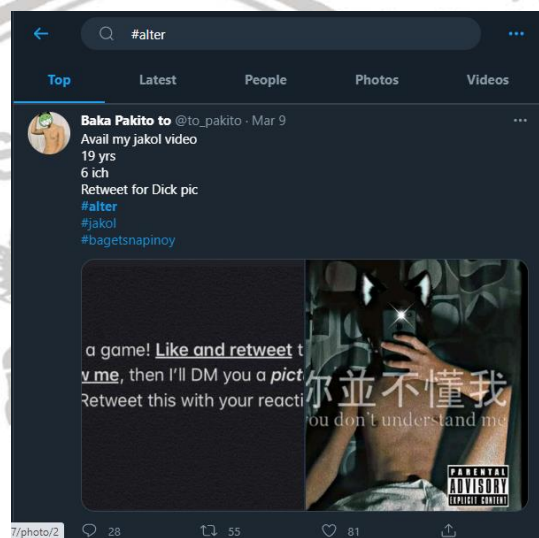 #alter
Top Latest People Photos Videos
Baka Pakito to @to_pakito · Mar 9
Avail my jakol video
19 yrs
6 ich
Retweet for Dick pic
#alter
#jakol
#bagetsnapinoy
a game! Like and retweet t
w me, then I'll DM you a pict
Retweet this with your reacti
你並不懂我
you don't understand me
PARENTAL
ADVISORY
EXPLICIT CONTENT
7/photo/2 28 55 81